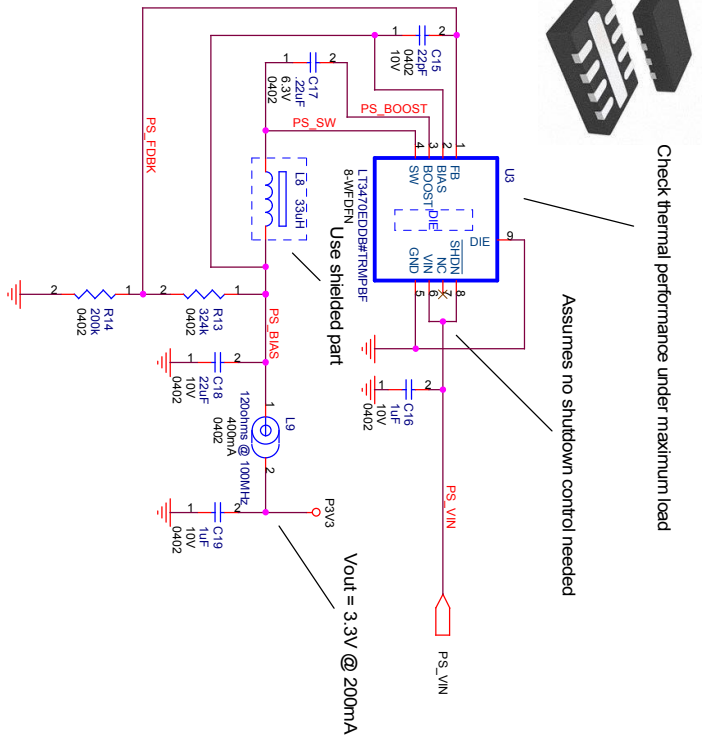 Check thermal performance under maximum load
Assumes no shutdown control needed
U3
LT3470EDDB#TRMPBF
8-WFDFN
FB
BIAS
BOOST
SW
DIE
DIE
SHDN
NC
VIN
GND
1
2
3
4
9
8
7
6
5
C15
22pF
0402
10V
1
2
C17
.22uF
6.3V
0402
1
2
PS_BOOST
PS_SW
PS_FDBK
L8
33uH
Use shielded part
R14
200k
0402
2
1
R13
324k
0402
2
1
PS_BIAS
C18
22uF
10V
0402
1
2
L9
120ohms @ 100MHz
400mA
0402
1
2
C16
1uF
10V
0402
1
2
C19
1uF
10V
0402
1
2
P3V3
PS_VIN
PS_VIN
Vout = 3.3V @ 200mA